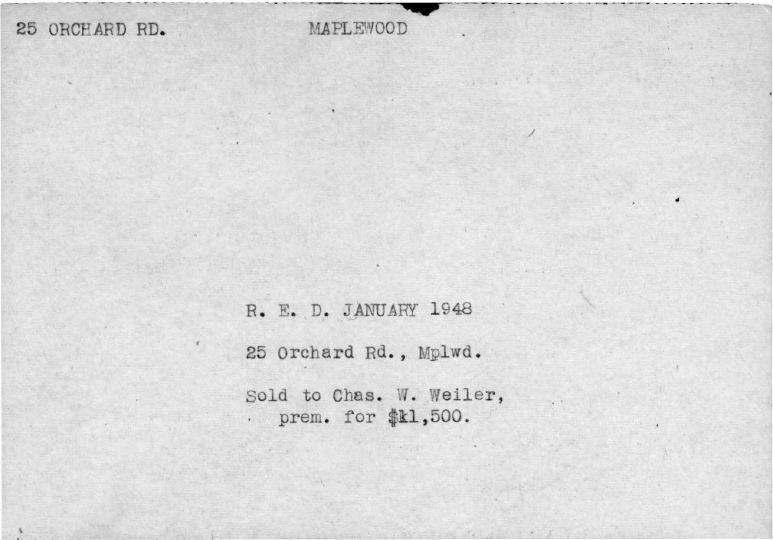 25 ORCHARD RD. MAPLEWOOD
R. E. D. JANUARY 1948
25 Orchard Rd., Mplwd.
Sold to Chas. W. Weiler,
prem. for $11,500.